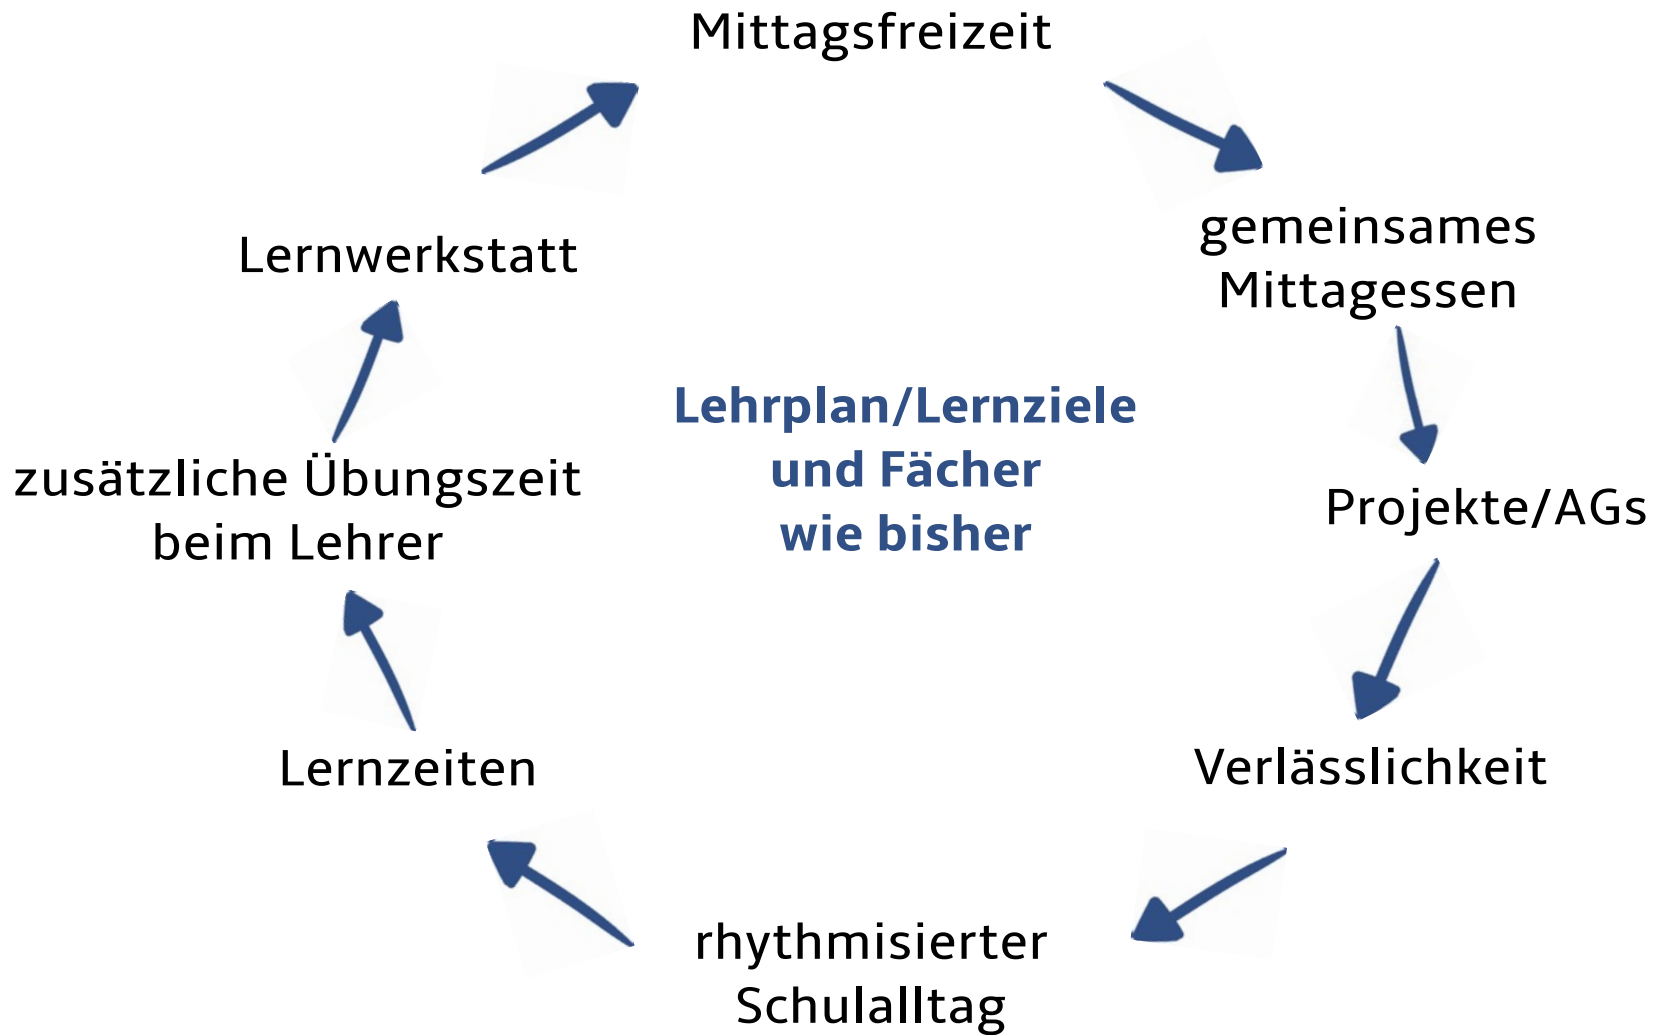 Mittagsfreizeit
gemeinsames
Mittagessen
Projekte/AGs
Verlässlichkeit
rhythmisierter
Schulalltag
Lernzeiten
zusätzliche Übungszeit
beim Lehrer
Lernwerkstatt
Lehrplan/Lernziele
und Fächer
wie bisher